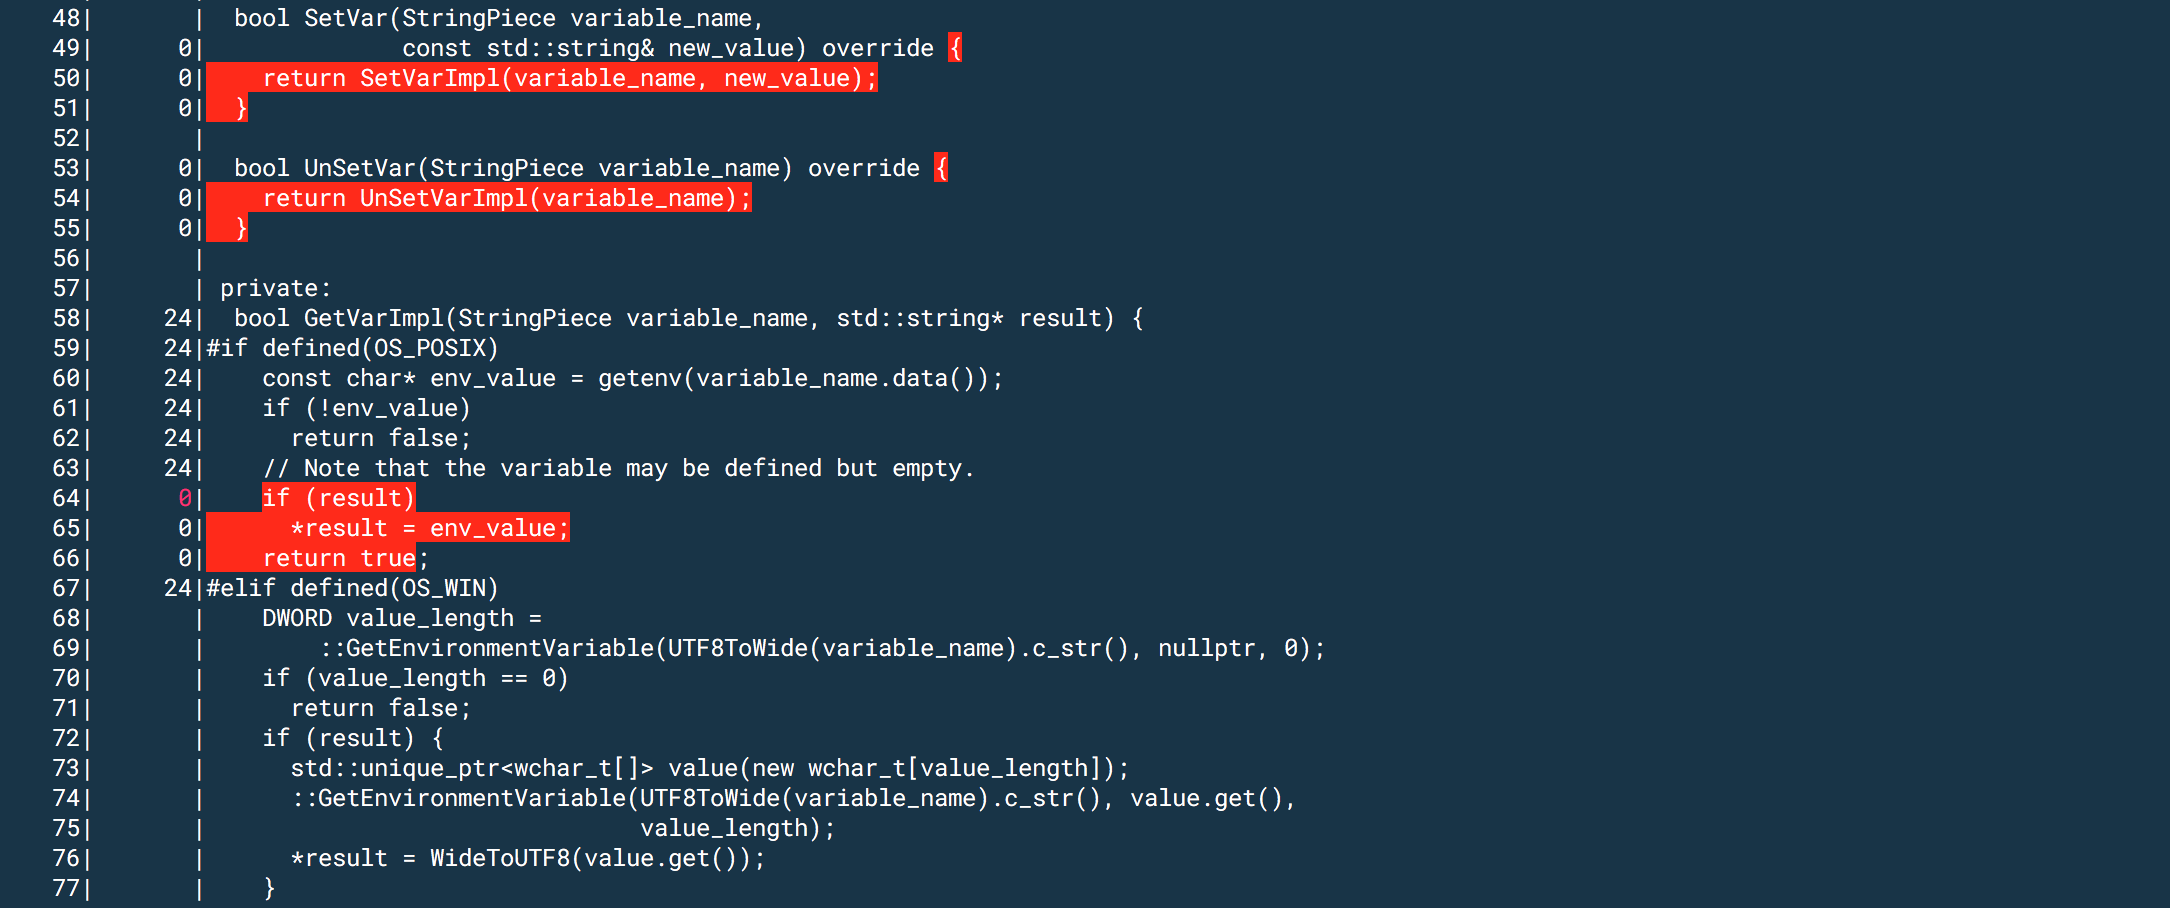 48|       |  bool SetVar(StringPiece variable_name,
49|      0|              const std::string& new_value) override {
50|      0|    return SetVarImpl(variable_name, new_value);
51|      0|  }
52|       |
53|      0|  bool UnSetVar(StringPiece variable_name) override {
54|      0|    return UnSetVarImpl(variable_name);
55|      0|  }
56|       |
57|       | private:
58|     24|  bool GetVarImpl(StringPiece variable_name, std::string* result) {
59|     24|#if defined(OS_POSIX)
60|     24|    const char* env_value = getenv(variable_name.data());
61|     24|    if (!env_value)
62|     24|      return false;
63|     24|    // Note that the variable may be defined but empty.
64|      0|    if (result)
65|      0|      *result = env_value;
66|      0|    return true;
67|     24|#elif defined(OS_WIN)
68|       |    DWORD value_length =
69|       |        ::GetEnvironmentVariable(UTF8ToWide(variable_name).c_str(), nullptr, 0);
70|       |    if (value_length == 0)
71|       |      return false;
72|       |    if (result) {
73|       |      std::unique_ptr<wchar_t[]> value(new wchar_t[value_length]);
74|       |      ::GetEnvironmentVariable(UTF8ToWide(variable_name).c_str(), value.get(),
75|       |                               value_length);
76|       |      *result = WideToUTF8(value.get());
77|       |    }